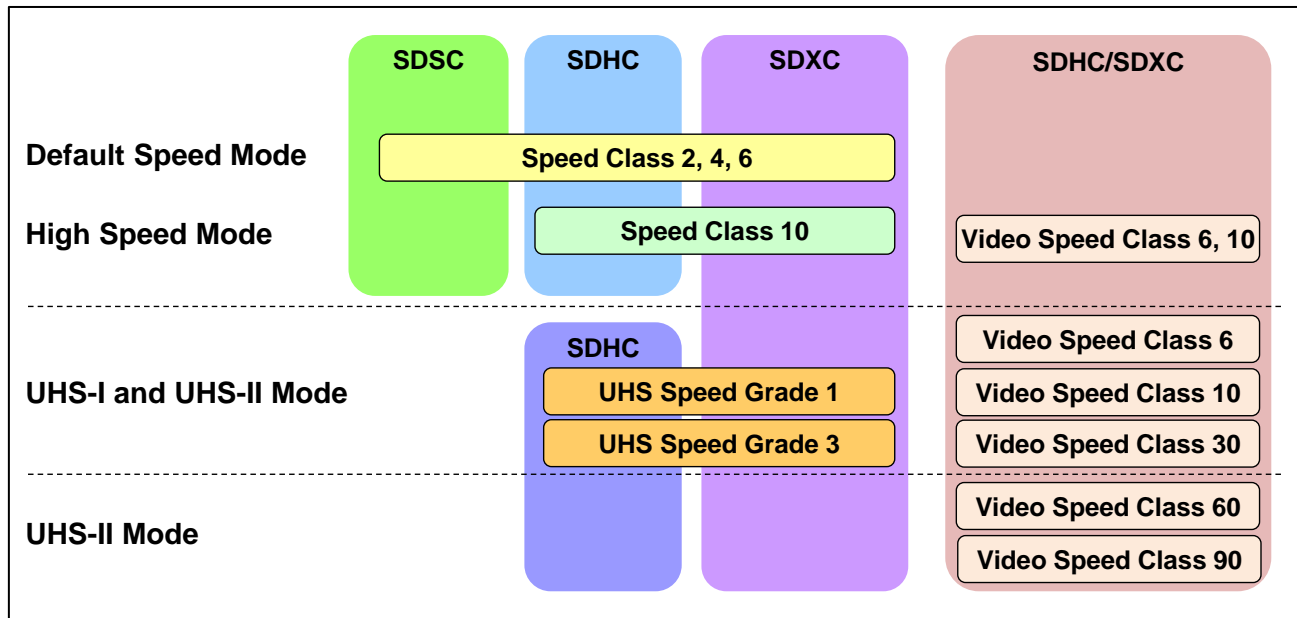 SDSC SDHC SDXC SDHC/SDXC
Default Speed Mode Speed Class 2, 4, 6
High Speed Mode Speed Class 10 Video Speed Class 6, 10
Video Speed Class 6
SDHC
UHS-I and UHS-II Mode UHS Speed Grade 1 Video Speed Class 10
UHS Speed Grade 3 Video Speed Class 30
Video Speed Class 60
UHS-II Mode
Video Speed Class 90